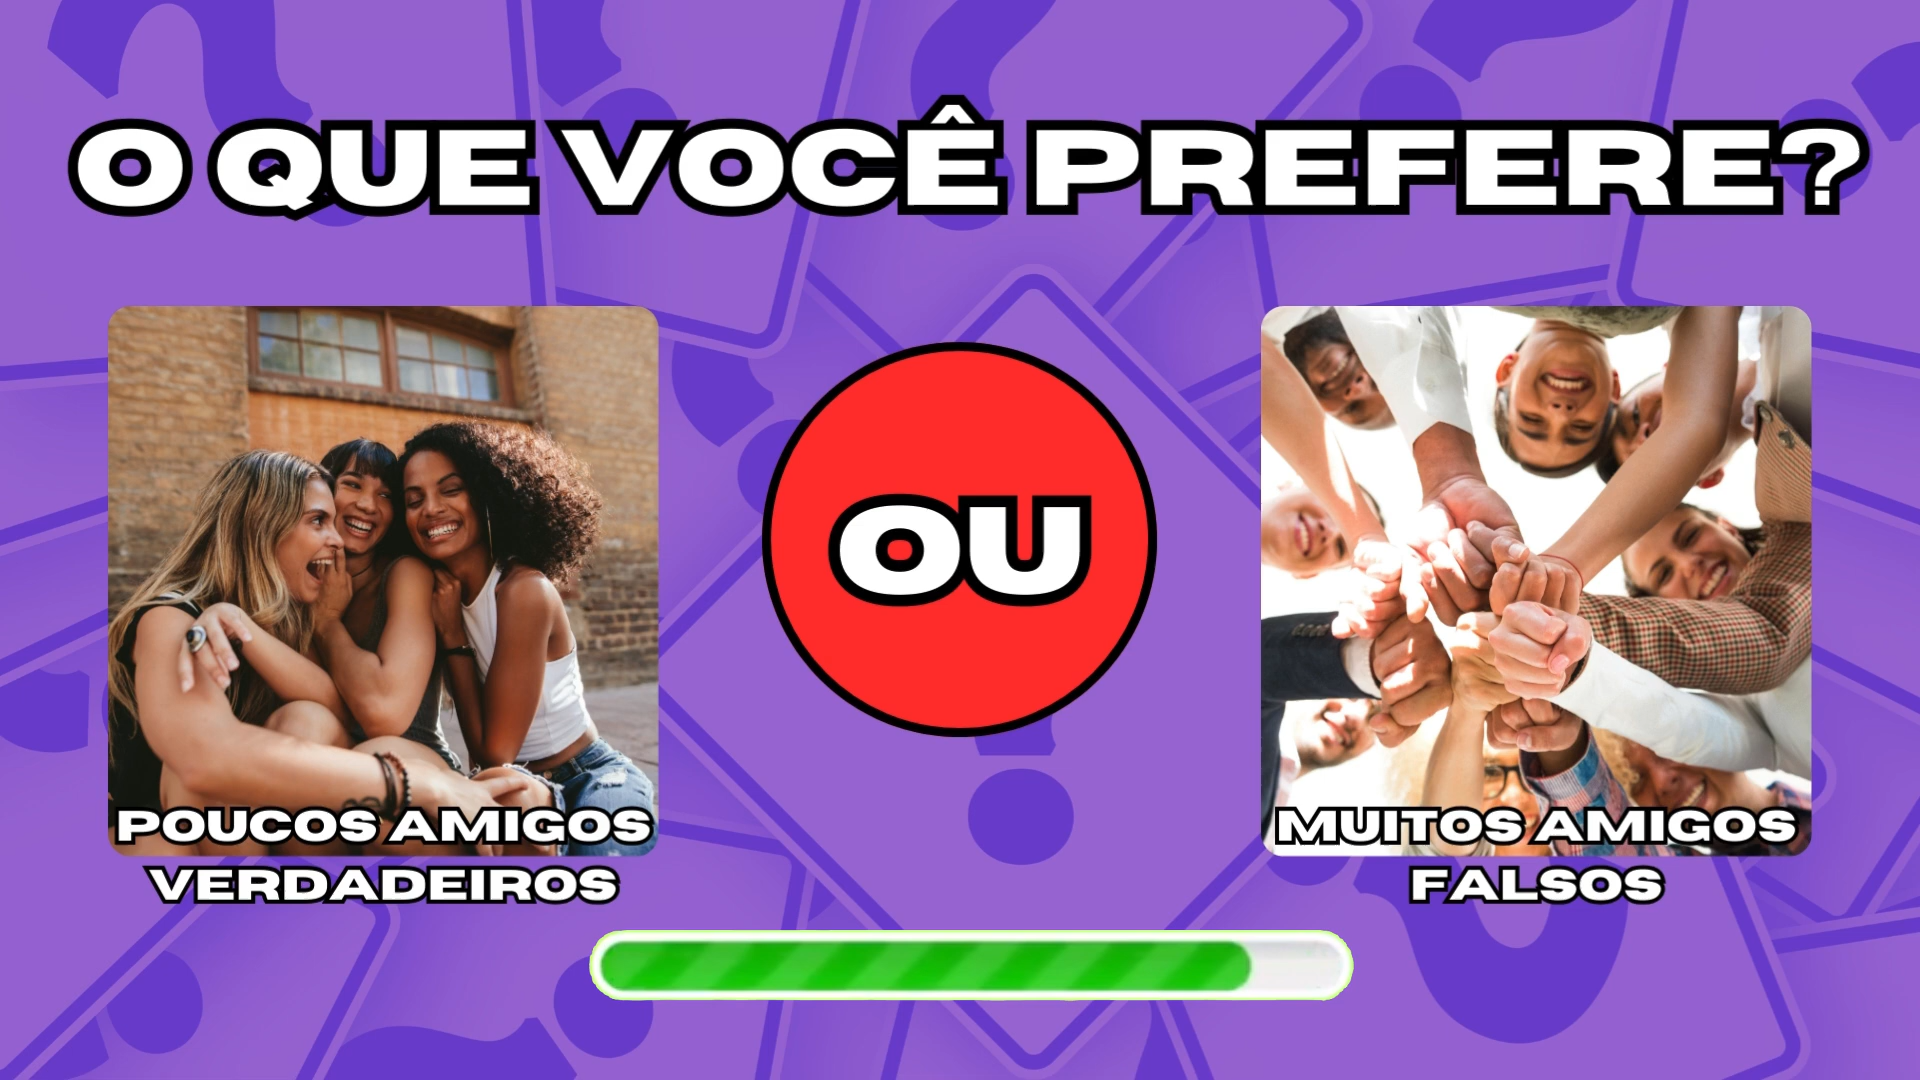 O QUE VOCÊ PREFERE?
OU
POUCOS AMIGOS
VERDADEIROS
MUITOS AMIGOS
FALSOS